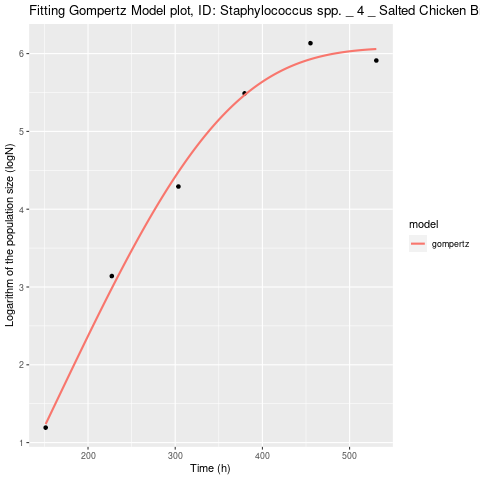 Fitting Gompertz Model plot, ID: Staphylococcus spp. _ 4 _ Salted Chicken B
Logarithm of the population size (logN)
6
5
4
3
2
1
200 300 400 500
Time (h)
model
gompertz